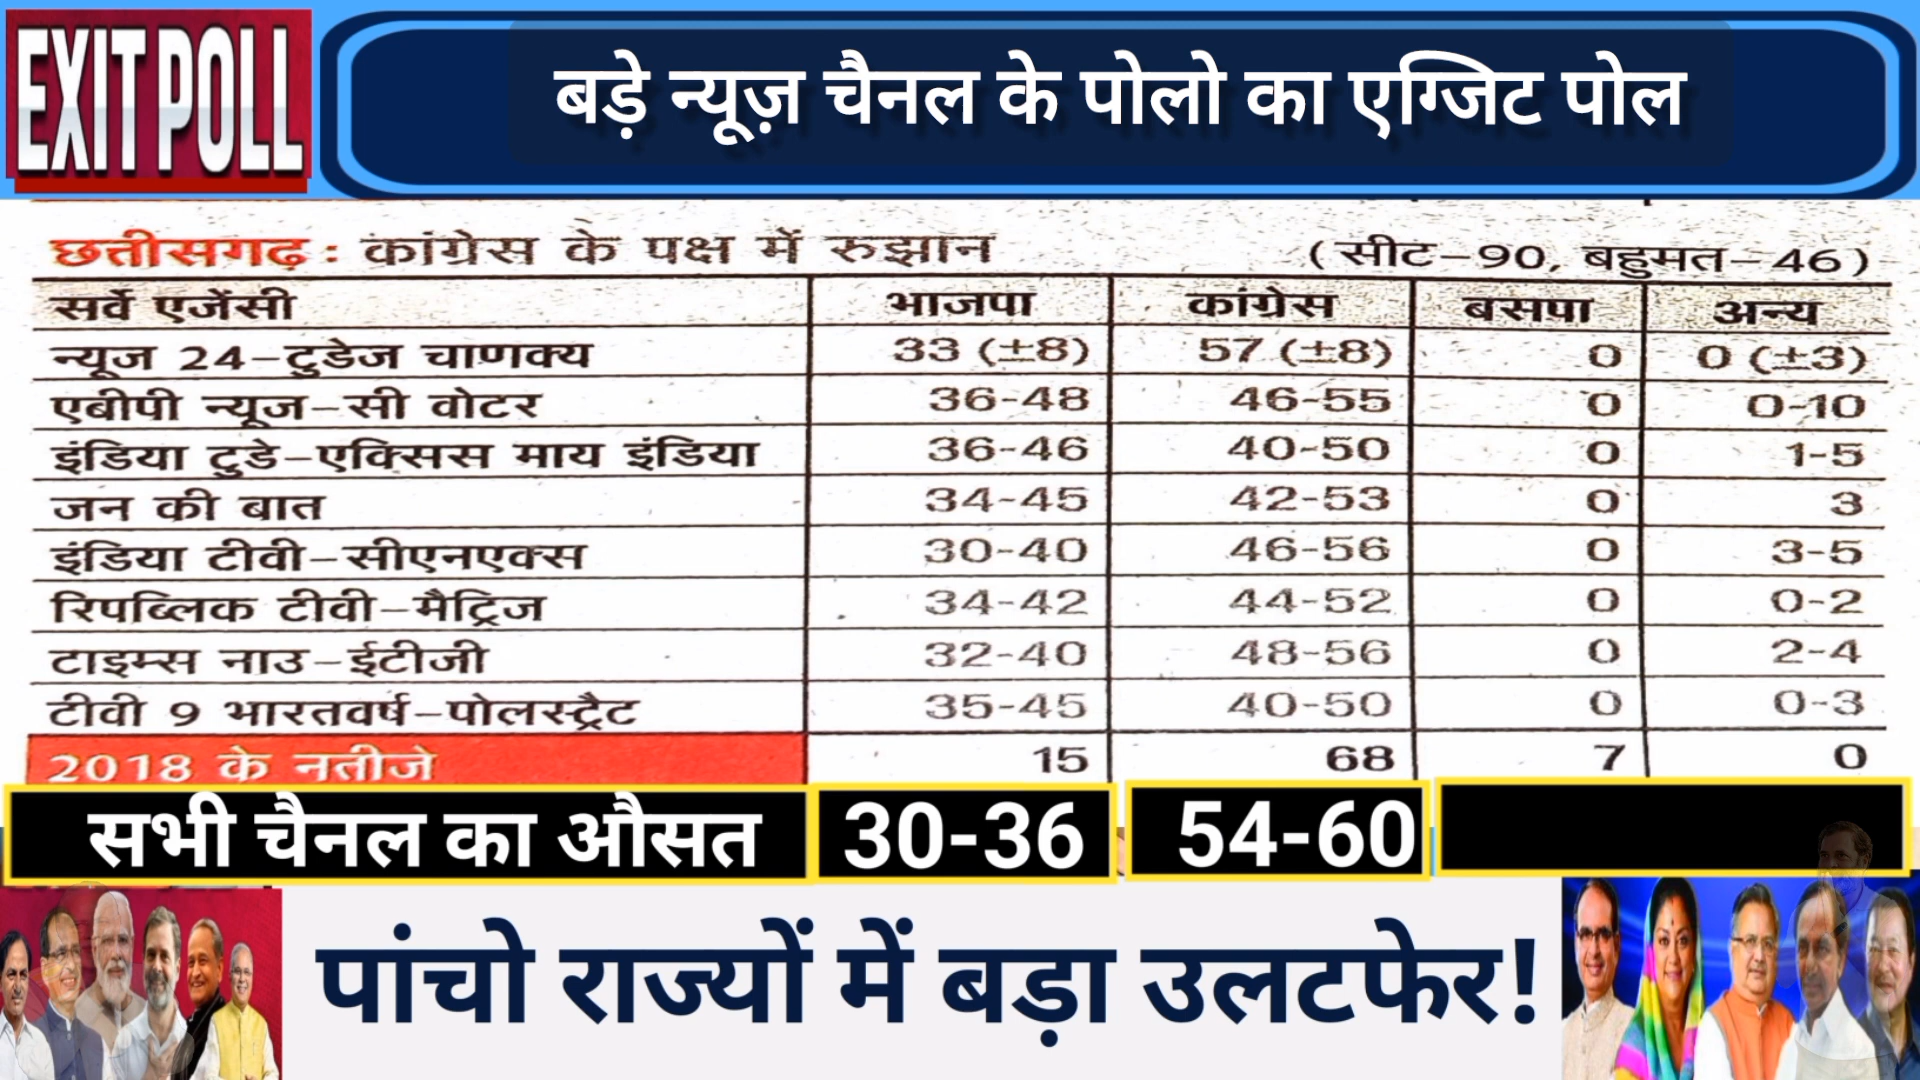 EXIT POLL
बड़े न्यूज़ चैनल के पोलो का एग्जिट पोल
छत्तीसगढ़: कांग्रेस के पक्ष में रुझान (सीट-90, बहुमत-46)
सर्वे एजेंसी भाजपा कांग्रेस बसपा अन्य
न्यूज 24-टुडेज चाणक्य 33 (±8) 57 (±8) 0 0 (±3)
एबीपी न्यूज-सी वोटर 36-48 46-55 0 0-10
इंडिया टुडे-एक्सिस माय इंडिया 36-46 40-50 0 1-5
जन की बात 34-45 42-53 0 3
इंडिया टीवी-सीएनएक्स 30-40 46-56 0 3-5
रिपब्लिक टीवी-मैट्रिज 34-42 44-52 0 0-2
टाइम्स नाउ-ईटीजी 32-40 48-56 0 2-4
टीवी 9 भारतवर्ष-पोलस्ट्रैट 35-45 40-50 0 0-3
2018 के नतीजे 15 68 7 0
सभी चैनल का औसत 30-36 54-60
पांचो राज्यों में बड़ा उलटफेर!